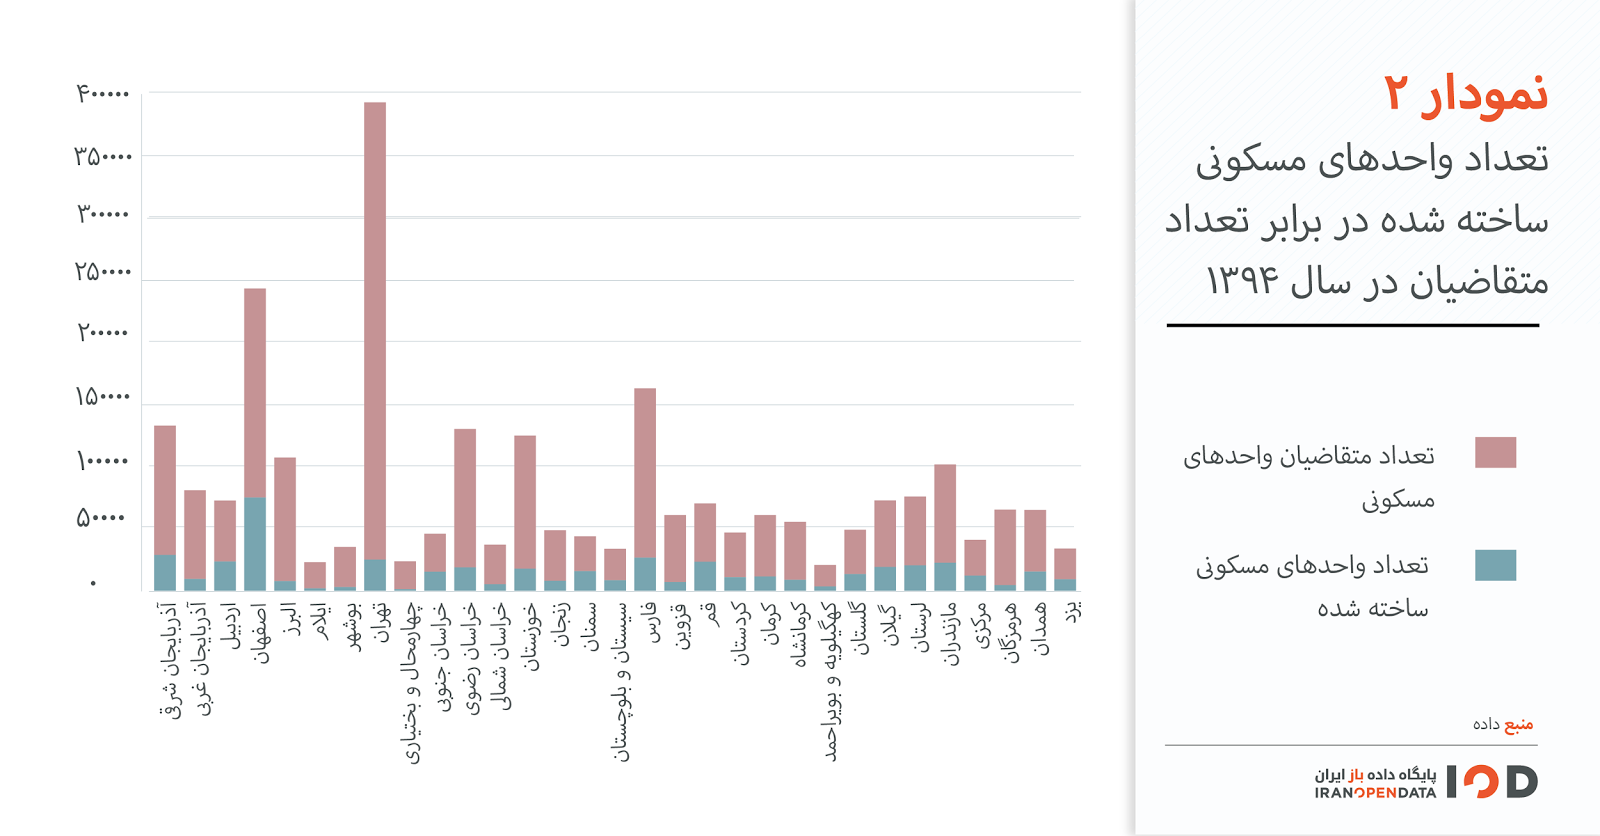 نمودار ۲
تعداد واحدهای مسکونی
ساخته شده در برابر تعداد
متقاضیان در سال ۱۳۹۴
تعداد متقاضیان واحدهای
مسکونی
تعداد واحدهای مسکونی
ساخته شده
منبع داده
پایگاه داده باز ایران
IRANOPENDATA
IOD
۴۰۰۰۰۰
۳۵۰۰۰۰
۳۰۰۰۰۰
۲۵۰۰۰۰
۲۰۰۰۰۰
۱۵۰۰۰۰
۱۰۰۰۰۰
۵۰۰۰۰
۰
آذربایجان شرقی
آذربایجان غربی
اردبیل
اصفهان
البرز
ایلام
بوشهر
تهران
چهارمحال و بختیاری
خراسان جنوبی
خراسان رضوی
خراسان شمالی
خوزستان
زنجان
سمنان
سیستان و بلوچستان
فارس
قزوین
قم
کردستان
کرمان
کرمانشاه
کهگیلویه و بویراحمد
گلستان
گیلان
لرستان
مازندران
مرکزی
هرمزگان
همدان
یزد